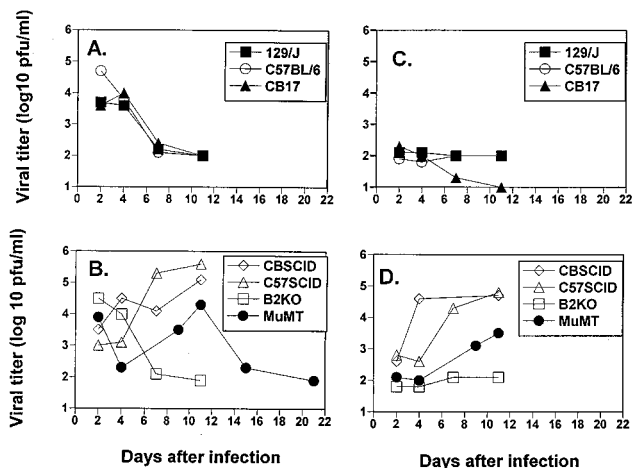 A.
129/J
C57BL/6
CB17
Viral titer (log10 pfu/ml)
6
5
4
3
2
1
0 2 4 6 8 10 12 14 16 18 20 22
C.
129/J
C57BL/6
CB17
6
5
4
3
2
1
0 2 4 6 8 10 12 14 16 18 20 22
B.
CBSCID
C57SCID
B2KO
MuMT
Viral titer (log 10 pfu/ml)
6
5
4
3
2
1
0 2 4 6 8 10 12 14 16 18 20 22
Days after infection
D.
CBSCID
C57SCID
B2KO
MuMT
6
5
4
3
2
1
0 2 4 6 8 10 12 14 16 18 20 22
Days after infection